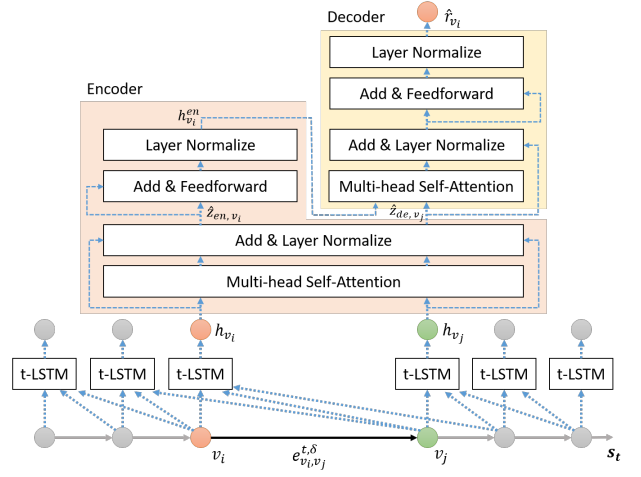 Decoder
r̂_{v_i}
Layer Normalize
Add & Feedforward
Encoder
h^{en}_{v_i}
Layer Normalize
Add & Layer Normalize
Add & Feedforward
Multi-head Self-Attention
ẑ_{en, v_i}
ẑ_{de, v_j}
Add & Layer Normalize
Multi-head Self-Attention
h_{v_i}
h_{v_j}
t-LSTM t-LSTM t-LSTM t-LSTM t-LSTM t-LSTM
v_i
e^{t,δ}_{v_i,v_j}
v_j
s_t